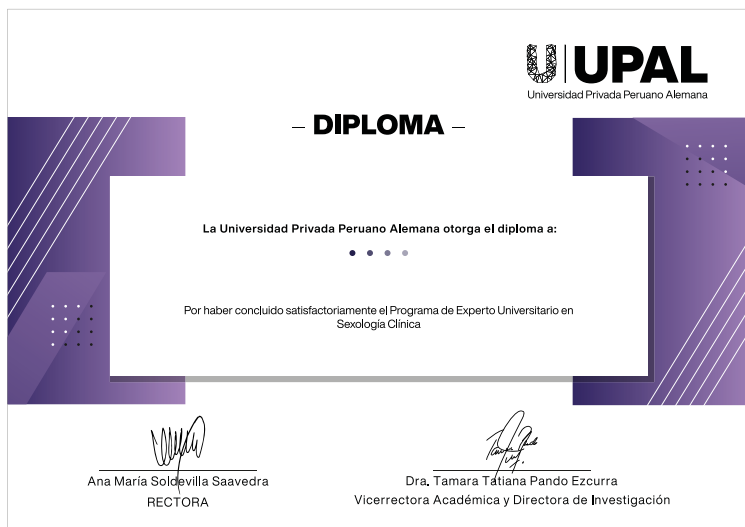 UPAL
Universidad Privada Peruano Alemana
– DIPLOMA –
La Universidad Privada Peruano Alemana otorga el diploma a:
Por haber concluido satisfactoriamente el Programa de Experto Universitario en
Sexología Clínica
Ana María Soldevilla Saavedra
RECTORA
Dra. Tamara Tatiana Pando Ezcurra
Vicerrectora Académica y Directora de Investigación